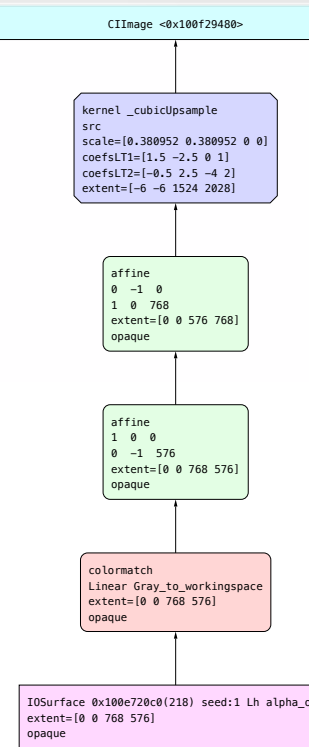 CIImage <0x100f29480>
kernel _cubicUpsample
src
scale=[0.380952 0.380952 0 0]
coefsLT1=[1.5 −2.5 0 1]
coefsLT2=[−0.5 2.5 −4 2]
extent=[−6 −6 1524 2028]
affine
0 −1 0
1 0 768
extent=[0 0 576 768]
opaque
affine
1 0 0
0 −1 576
extent=[0 0 768 576]
opaque
colormatch
Linear Gray_to_workingspace
extent=[0 0 768 576]
opaque
IOSurface 0x100e720c0(218) seed:1 Lh
extent=[0 0 768 576]
opaque